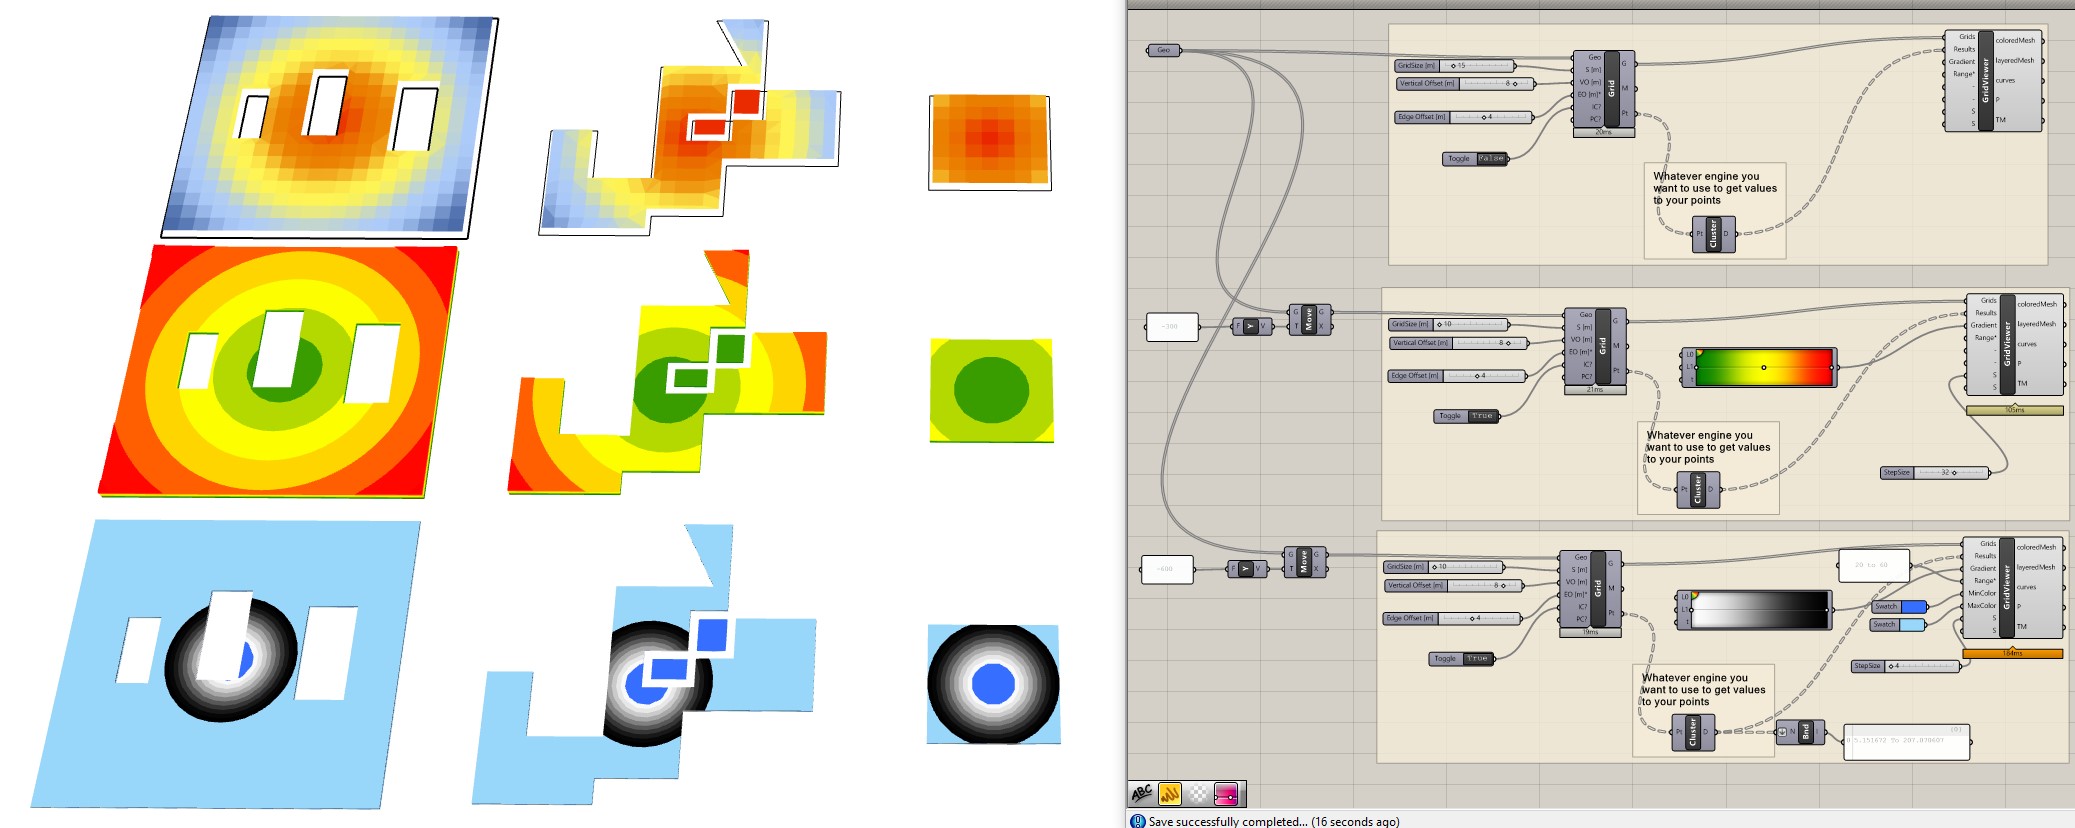 Geo
GridSize [m] 15
Vertical Offset [m] 8
Edge Offset [m] 4
Toggle False
Geo
S [m]
VO [m]
EO [m]*
IC?
PC?
Grid
G
M
Pt
20ms
Whatever engine you
want to use to get values
to your points
Pt Cluster D
Grids
Results
Gradient
Range*
-
-
S
S
GridViewer
coloredMesh
layeredMesh
curves
P
TM
-300
F Y V
G
T
Move
G
X
GridSize [m] 10
Vertical Offset [m] 8
Edge Offset [m] 4
Toggle True
Geo
S [m]
VO [m]
EO [m]*
IC?
PC?
Grid
G
M
Pt
21ms
L0
L1
t
Whatever engine you
want to use to get values
to your points
Pt Cluster D
Grids
Results
Gradient
Range*
-
-
S
S
GridViewer
coloredMesh
layeredMesh
curves
P
TM
105ms
StepSize 32
-600
F Y V
G
T
Move
G
X
GridSize [m] 10
Vertical Offset [m] 8
Edge Offset [m] 4
Toggle True
Geo
S [m]
VO [m]
EO [m]*
IC?
PC?
Grid
G
M
Pt
19ms
L0
L1
t
20 to 60
Swatch
Swatch
StepSize 4
Grids
Results
Gradient
Range*
MinColor
MaxColor
S
S
GridViewer
coloredMesh
layeredMesh
curves
P
TM
184ms
Whatever engine you
want to use to get values
to your points
Pt Cluster D
N Bnd I
{0}
0 5.151672 To 207.070607
ABC
Save successfully completed... (16 seconds ago)